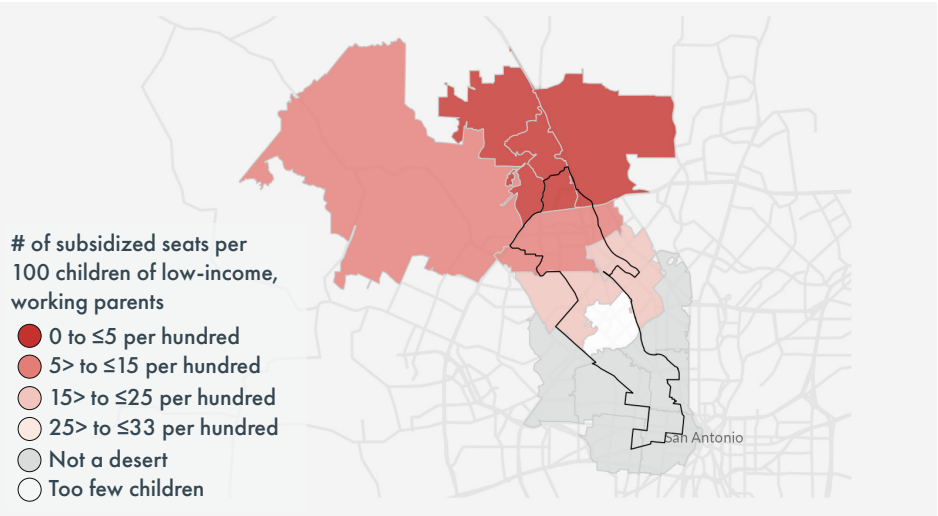 # of subsidized seats per
100 children of low-income,
working parents
0 to ≤5 per hundred
5> to ≤15 per hundred
15> to ≤25 per hundred
25> to ≤33 per hundred
Not a desert
Too few children
San Antonio